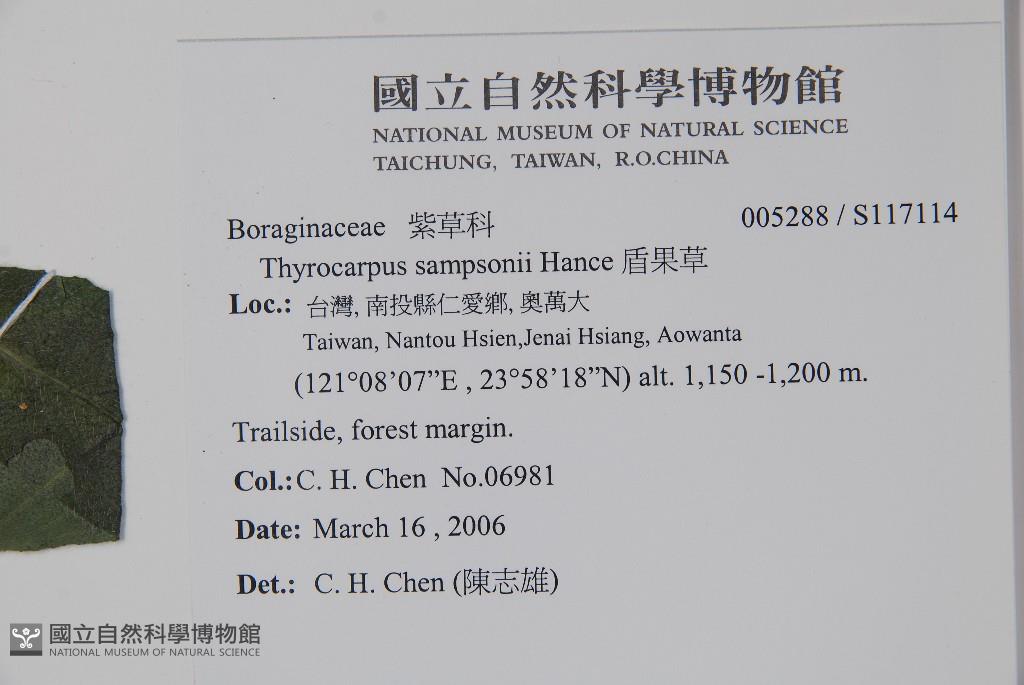 國立自然科學博物館
NATIONAL MUSEUM OF NATURAL SCIENCE
TAICHUNG, TAIWAN, R.O.CHINA
Boraginaceae 紫草科 005288 / S117114
Thyrocarpus sampsonii Hance 盾果草
Loc.: 台灣, 南投縣仁愛鄉, 奧萬大
Taiwan, Nantou Hsien,Jenai Hsiang, Aowanta
(121°08’07”E , 23°58’18”N) alt. 1,150 -1,200 m.
Trailside, forest margin.
Col.:C. H. Chen No.06981
Date: March 16 , 2006
Det.: C. H. Chen (陳志雄)
國立自然科學博物館
NATIONAL MUSEUM OF NATURAL SCIENCE